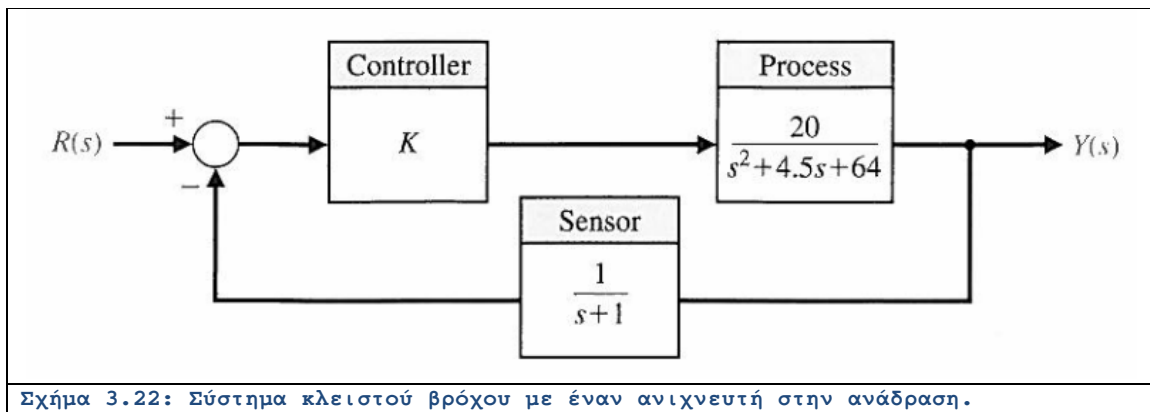 Controller
Process
R(s)
+
−
K
20
s²+4.5s+64
Y(s)
Sensor
1
s+1
Σχήμα 3.22: Σύστημα κλειστού βρόχου με έναν ανιχνευτή στην ανάδραση.